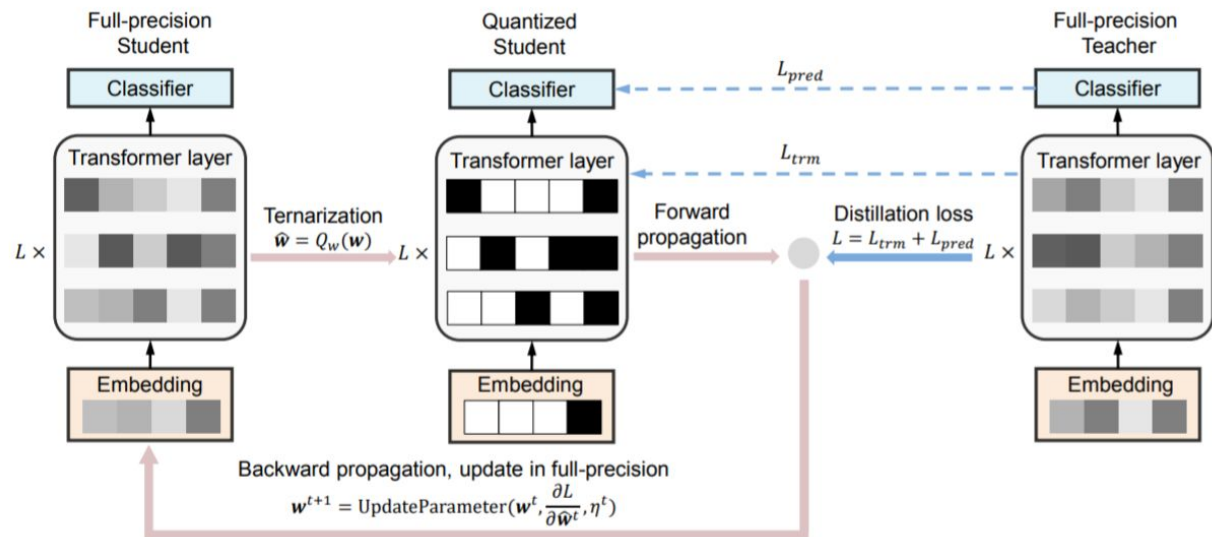 Full-precision
Student
Quantized
Student
Full-precision
Teacher
Classifier
Classifier
Classifier
L_pred
Transformer layer
Transformer layer
Transformer layer
L_trm
Ternarization
ŵ = Q_w(w)
Forward
propagation
Distillation loss
L = L_trm + L_pred
L ×
L ×
L ×
Embedding
Embedding
Embedding
Backward propagation, update in full-precision
w^{t+1} = UpdateParameter(w^t, ∂L/∂ŵ^t, η^t)